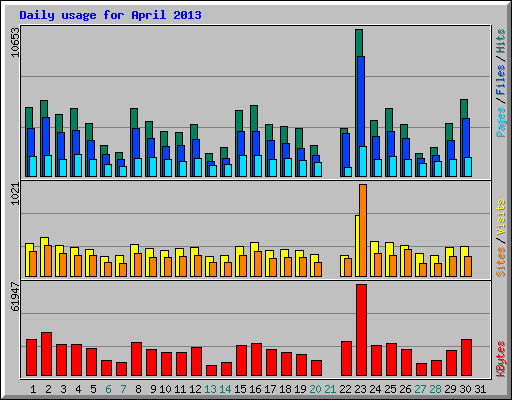 Daily usage for April 2013
10653
Pages / Files / Hits
1021
Sites / Visits
61947
KBytes
1 2 3 4 5 6 7 8 9 10 11 12 13 14 15 16 17 18 19 20 21 22 23 24 25 26 27 28 29 30 31